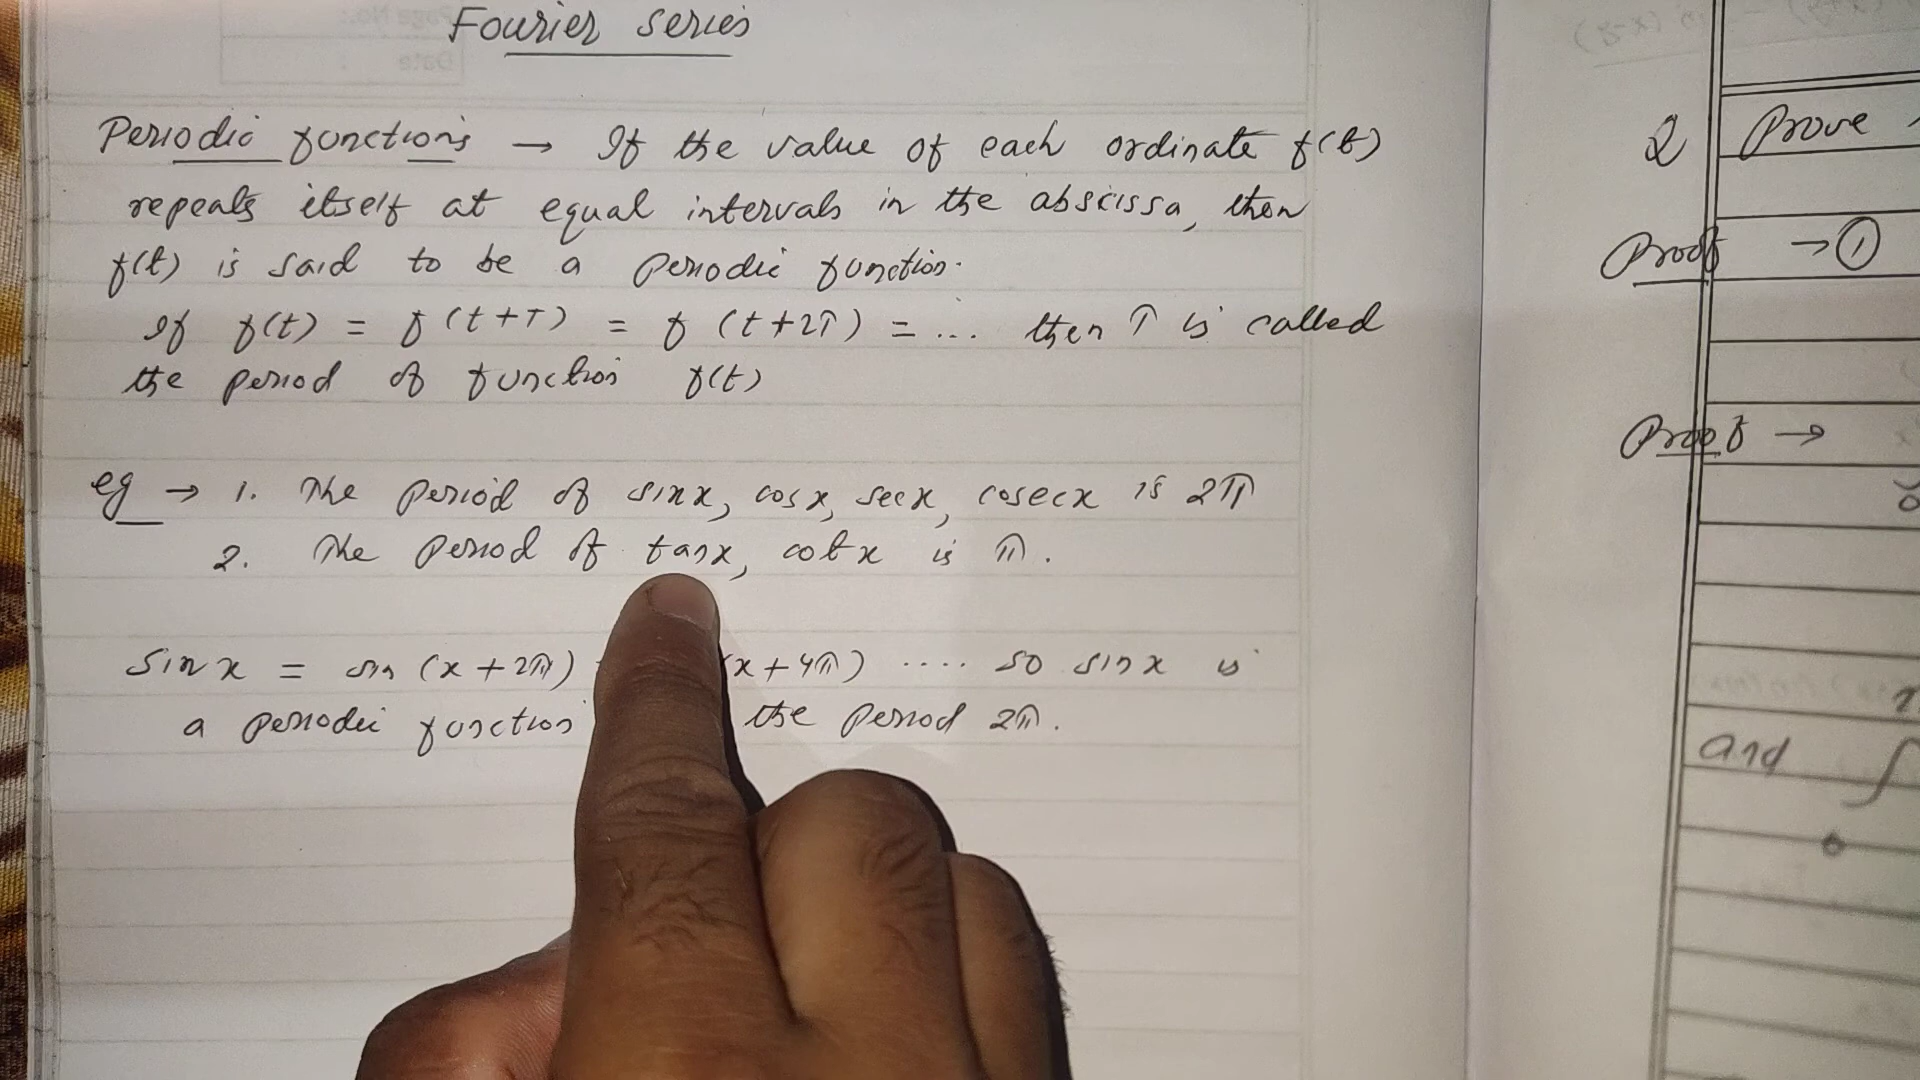 Fourier series
Periodic functions → If the value of each ordinate f(t)
repeats itself at equal intervals in the abscissa, then
f(t) is said to be a periodic function.
If f(t) = f(t+T) = f(t+2T) = ... then T is called
the period of function f(t)
eg → 1. The period of sinx, cosx, secx, cosecx is 2π
2. The period of tanx, cotx is π.
sinx = sin (x+2π) x+4π) .... so sinx is
a periodic function the period 2π.
Q Prove
Proof → ①
Proof →
and ∫
Page No.:
Date :